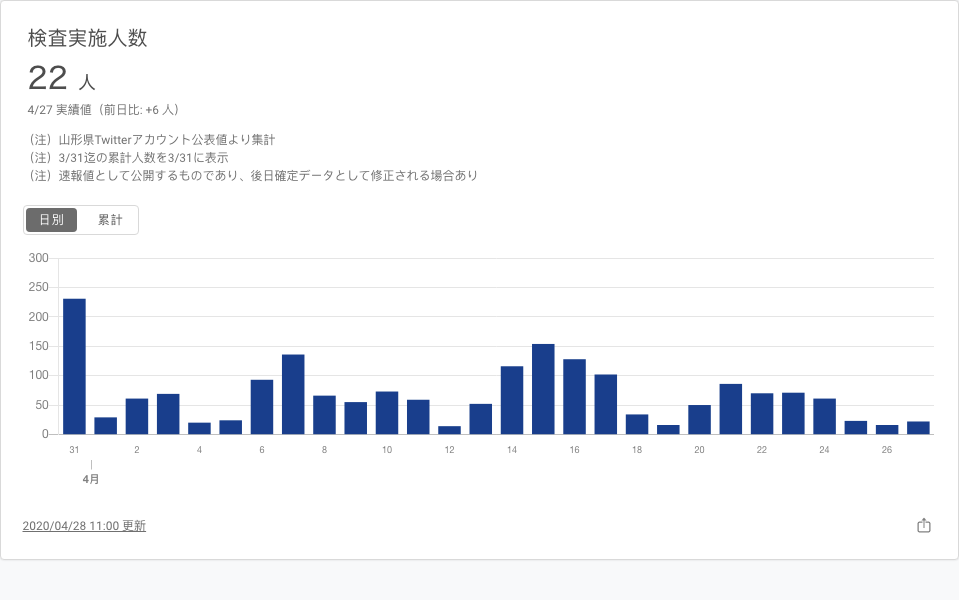 検査実施人数
22 人
4/27 実績値（前日比: +6 人）
（注）山形県Twitterアカウント公表値より集計
（注）3/31迄の累計人数を3/31に表示
（注）速報値として公開するものであり、後日確定データとして修正される場合あり
日別 累計
300
250
200
150
100
50
0
31 2 4 6 8 10 12 14 16 18 20 22 24 26
4月
2020/04/28 11:00 更新